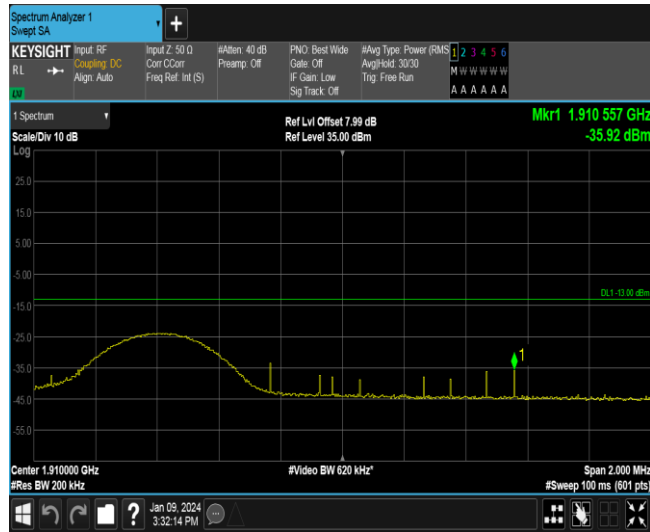 Spectrum Analyzer 1
Swept SA
KEYSIGHT
RL
LXI
Input: RF
Coupling: DC
Align: Auto
Input Z: 50 Ω
Corr CCorr
Freq Ref: Int (S)
#Atten: 40 dB
Preamp: Off
PNO: Best Wide
Gate: Off
IF Gain: Low
Sig Track: Off
#Avg Type: Power (RMS
Avg|Hold: 30/30
Trig: Free Run
1 2 3 4 5 6
M W W W W W
A A A A A A
1 Spectrum
Scale/Div 10 dB
Log
Ref Lvl Offset 7.99 dB
Ref Level 35.00 dBm
Mkr1 1.910 557 GHz
-35.92 dBm
25.0
15.0
5.00
-5.00
DL1 -13.00 dBm
-15.0
-25.0
1
-35.0
-45.0
-55.0
Center 1.910000 GHz
#Video BW 620 kHz*
Span 2.000 MHz
#Res BW 200 kHz
#Sweep 100 ms (601 pts)
?
Jan 09, 2024
3:32:14 PM